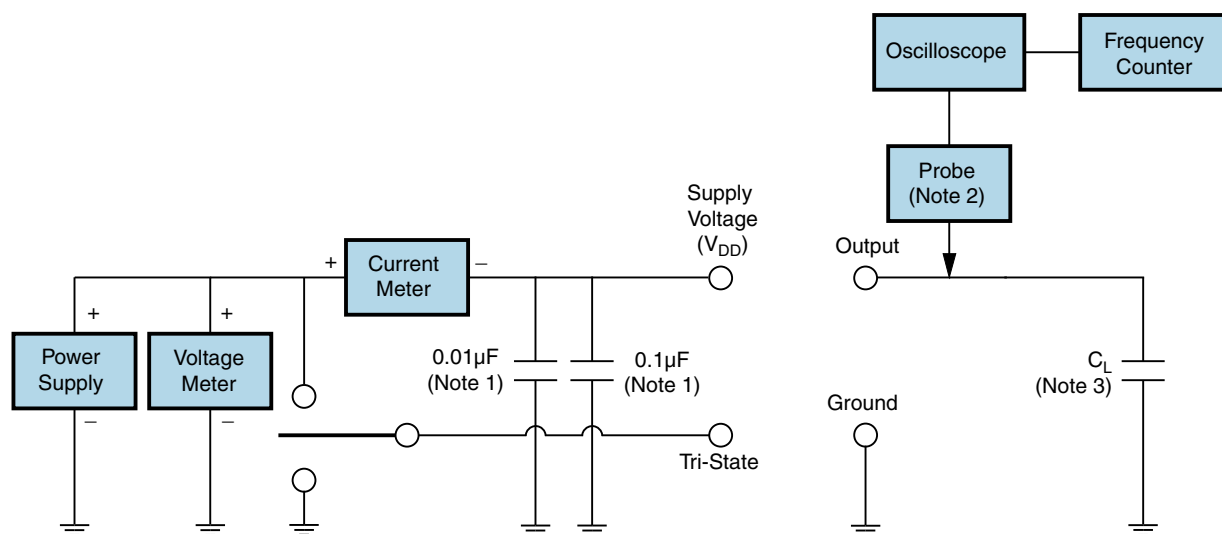 Oscilloscope
Frequency
Counter
Probe
(Note 2)
Supply
Voltage
(VDD)
Output
+
Current
Meter
−
+
Power
Supply
−
+
Voltage
Meter
−
0.01µF
(Note 1)
0.1µF
(Note 1)
CL
(Note 3)
Ground
Tri-State